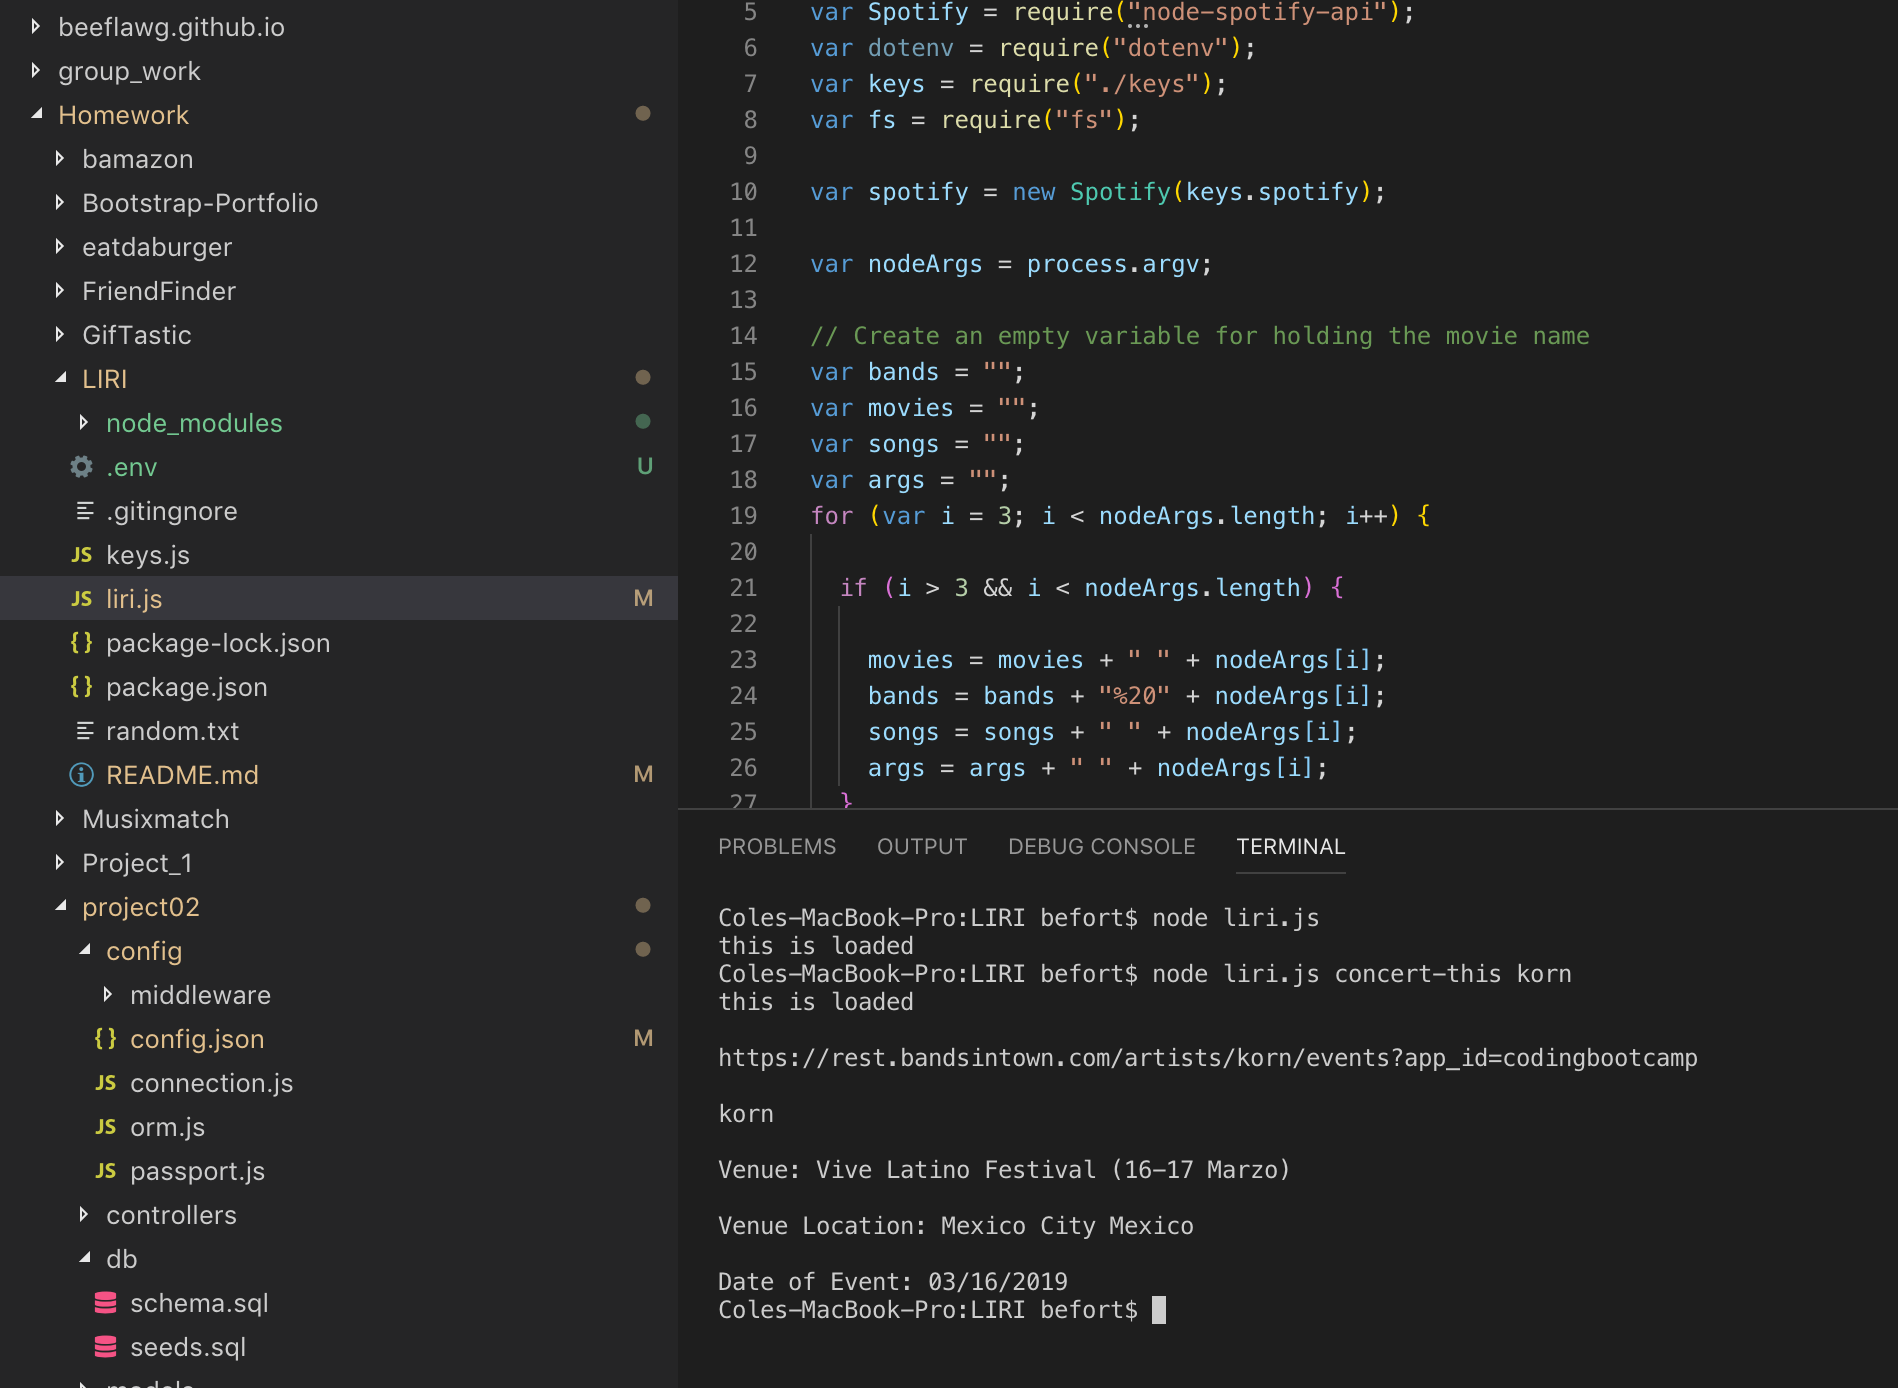 beeflawg.github.io
group_work
Homework
bamazon
Bootstrap-Portfolio
eatdaburger
FriendFinder
GifTastic
LIRI
node_modules
.env U
.gitingnore
JS keys.js
JS liri.js M
{} package-lock.json
{} package.json
random.txt
README.md M
Musixmatch
Project_1
project02
config
middleware
{} config.json M
JS connection.js
JS orm.js
JS passport.js
controllers
db
schema.sql
seeds.sql
models
5 var Spotify = require("node-spotify-api");
6 var dotenv = require("dotenv");
7 var keys = require("./keys");
8 var fs = require("fs");
9
10 var spotify = new Spotify(keys.spotify);
11
12 var nodeArgs = process.argv;
13
14 // Create an empty variable for holding the movie name
15 var bands = "";
16 var movies = "";
17 var songs = "";
18 var args = "";
19 for (var i = 3; i < nodeArgs.length; i++) {
20
21 if (i > 3 && i < nodeArgs.length) {
22
23 movies = movies + " " + nodeArgs[i];
24 bands = bands + "%20" + nodeArgs[i];
25 songs = songs + " " + nodeArgs[i];
26 args = args + " " + nodeArgs[i];
27 }
PROBLEMS OUTPUT DEBUG CONSOLE TERMINAL
Coles-MacBook-Pro:LIRI befort$ node liri.js
this is loaded
Coles-MacBook-Pro:LIRI befort$ node liri.js concert-this korn
this is loaded
https://rest.bandsintown.com/artists/korn/events?app_id=codingbootcamp
korn
Venue: Vive Latino Festival (16-17 Marzo)
Venue Location: Mexico City Mexico
Date of Event: 03/16/2019
Coles-MacBook-Pro:LIRI befort$